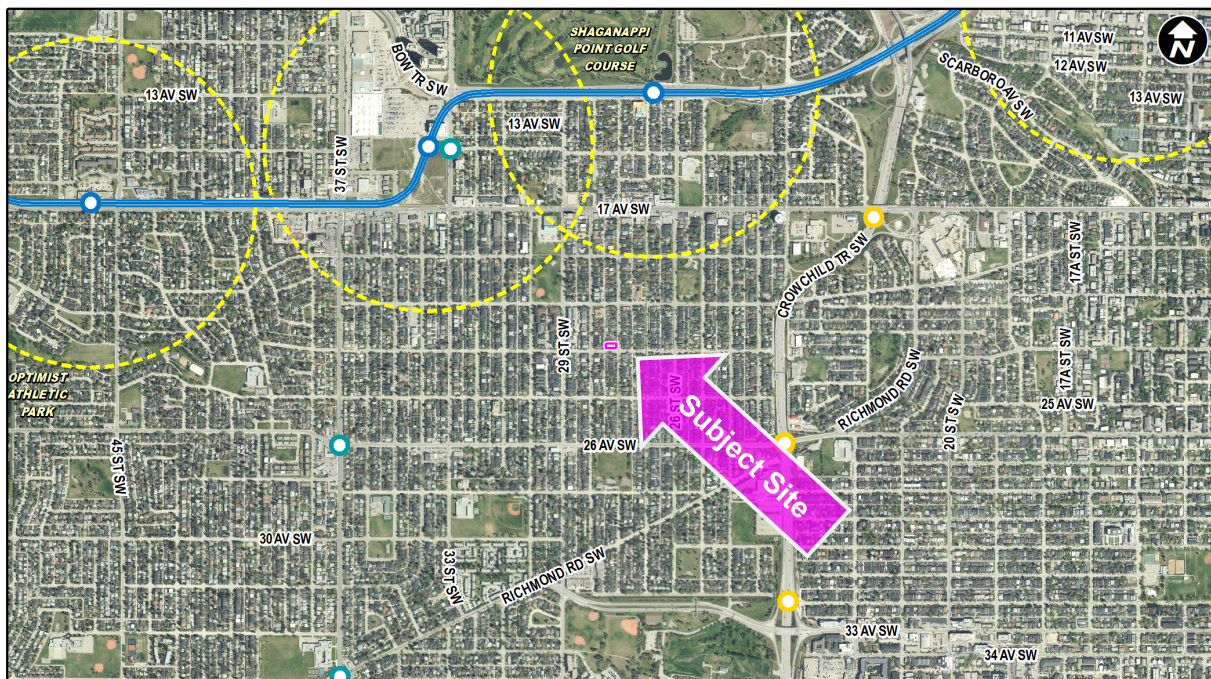 SHAGANAPPI
POINT GOLF
COURSE
N
11 AV SW
12 AV SW
BOW TR SW
SCARBORO AV SW
13 AV SW
13 AV SW
13 AV SW
37 ST SW
17 AV SW
17A ST SW
CROWCHILD TR SW
29 ST SW
OPTIMIST
ATHLETIC
PARK
26 ST SW
17A ST SW
RICHMOND RD SW
25 AV SW
20 ST SW
Subject Site
26 AV SW
45 ST SW
30 AV SW
33 ST SW
RICHMOND RD SW
33 AV SW
34 AV SW